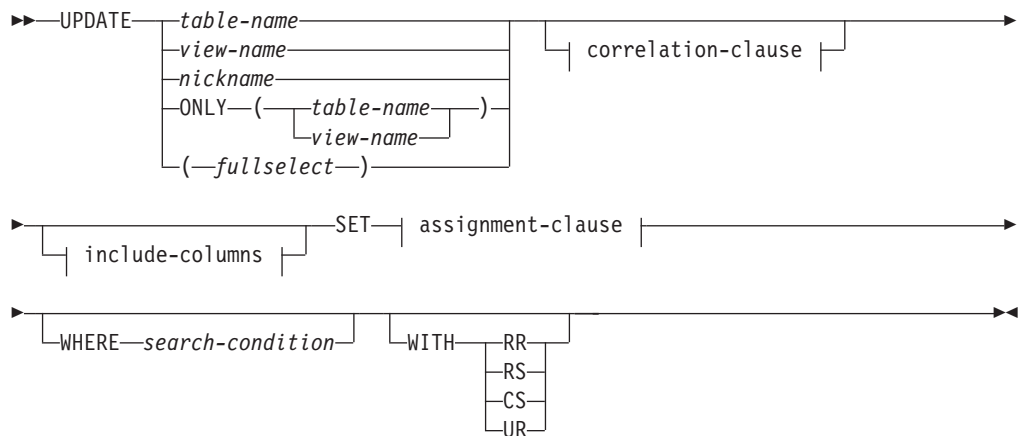 UPDATE table-name
view-name
nickname
ONLY ( table-name )
view-name
( fullselect )
correlation-clause
include-columns SET assignment-clause
WHERE search-condition WITH RR
RS
CS
UR